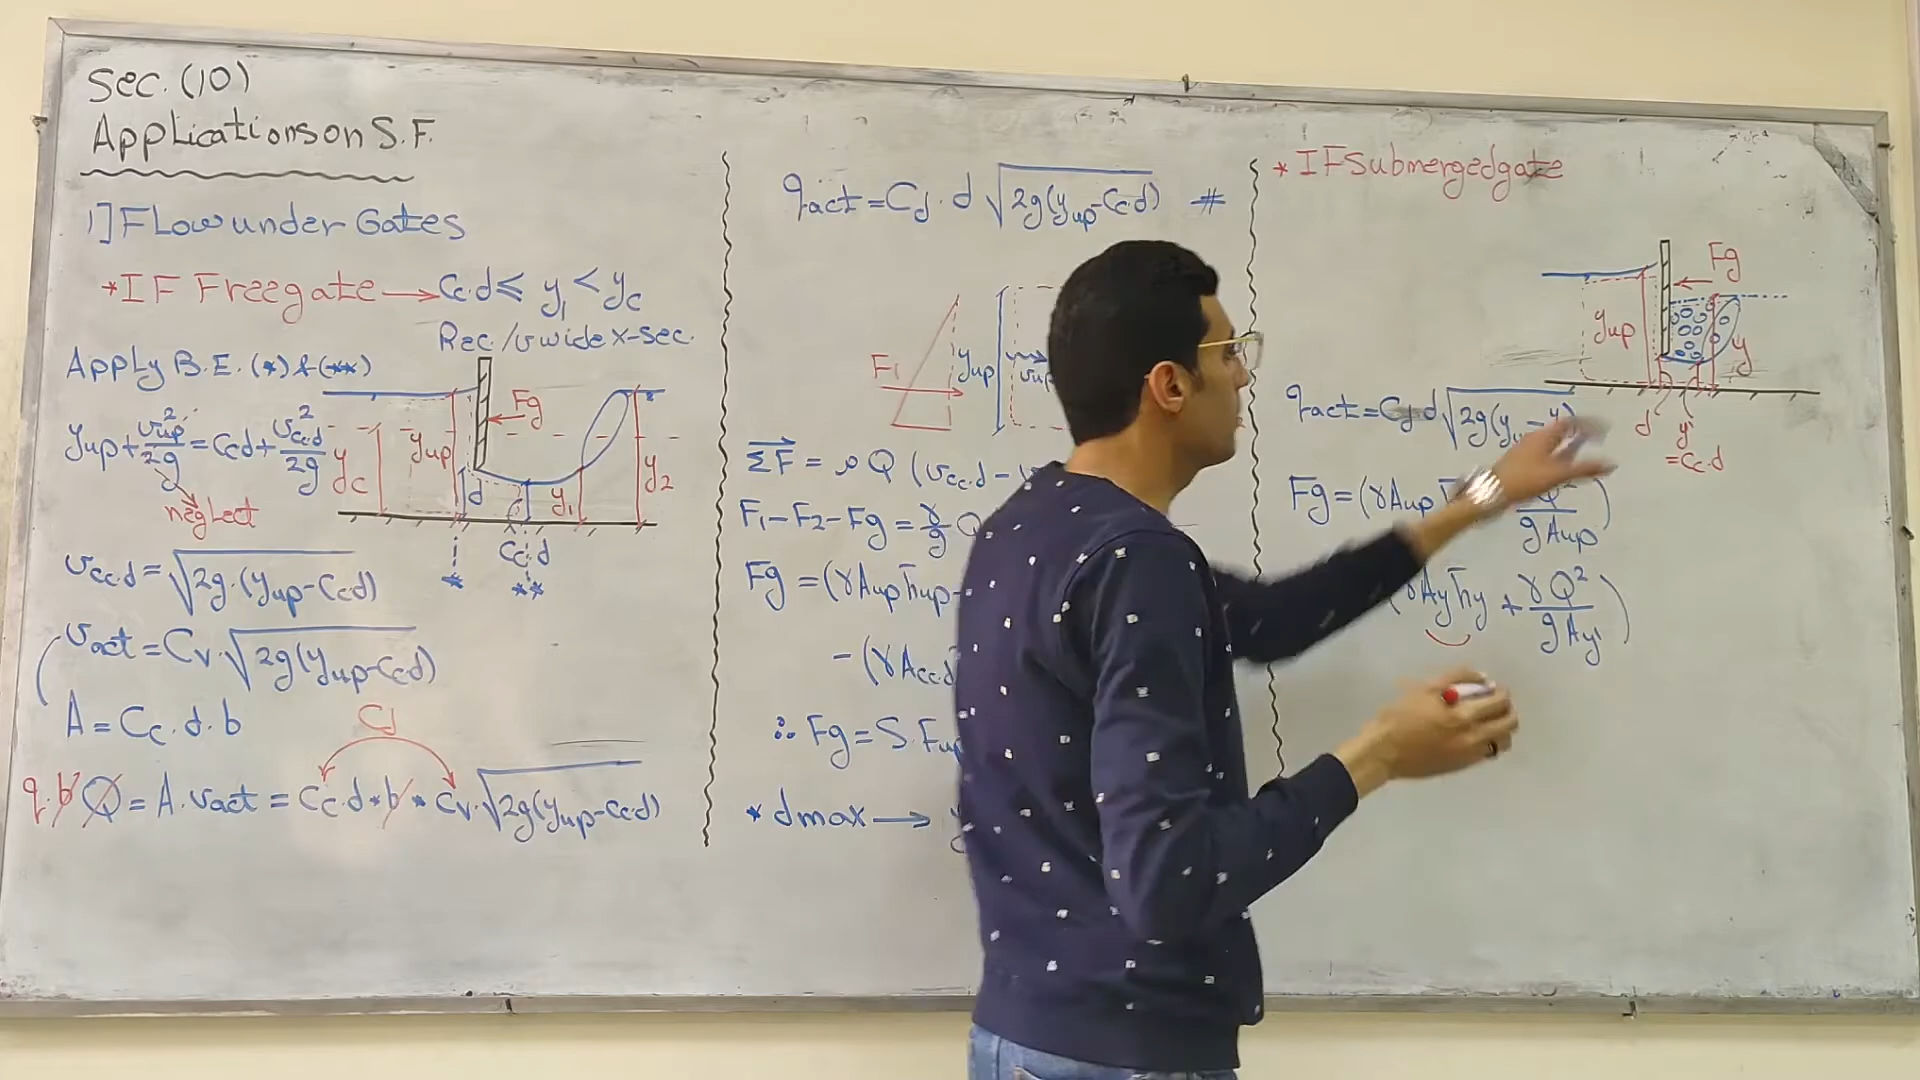 Sec. (10)
Applications on S.F.
1] Flow under Gates
*IF Free gate → Cc.d ≤ y₁ < yc
Rec./v wide x-sec.
Apply B.E. (*) & (**)
yup + vup²/2g = Cc.d + vcc.d²/2g
neglect
yc
yup
Fg
d
Cc.d
y₁
y₂
*
**
vcc.d = √2g.(yup-Cc.d)
vact = Cv.√2g(yup-Cc.d)
A = Cc.d.b
Cd
q.b Q = A.vact = Cc.d*b* Cv.√2g(yup-Cc.d)
qact = Cd.d √2g(yup-Cc.d) #
F₁
yup
vup
ΣF = ρQ (vcc.d -
F₁-F₂-Fg = γ/g Q
Fg = (γAup h̄up
-(γAcc.d
∴ Fg = S.Fup
* dmax →
*IF Submerged gate
Fg
yup
y
d
y'
=Cc.d
qact = Cd d √2g(yup-y')
Fg = (γAup Q²/gAup)
(γAy h̄y + γQ²/gAy')